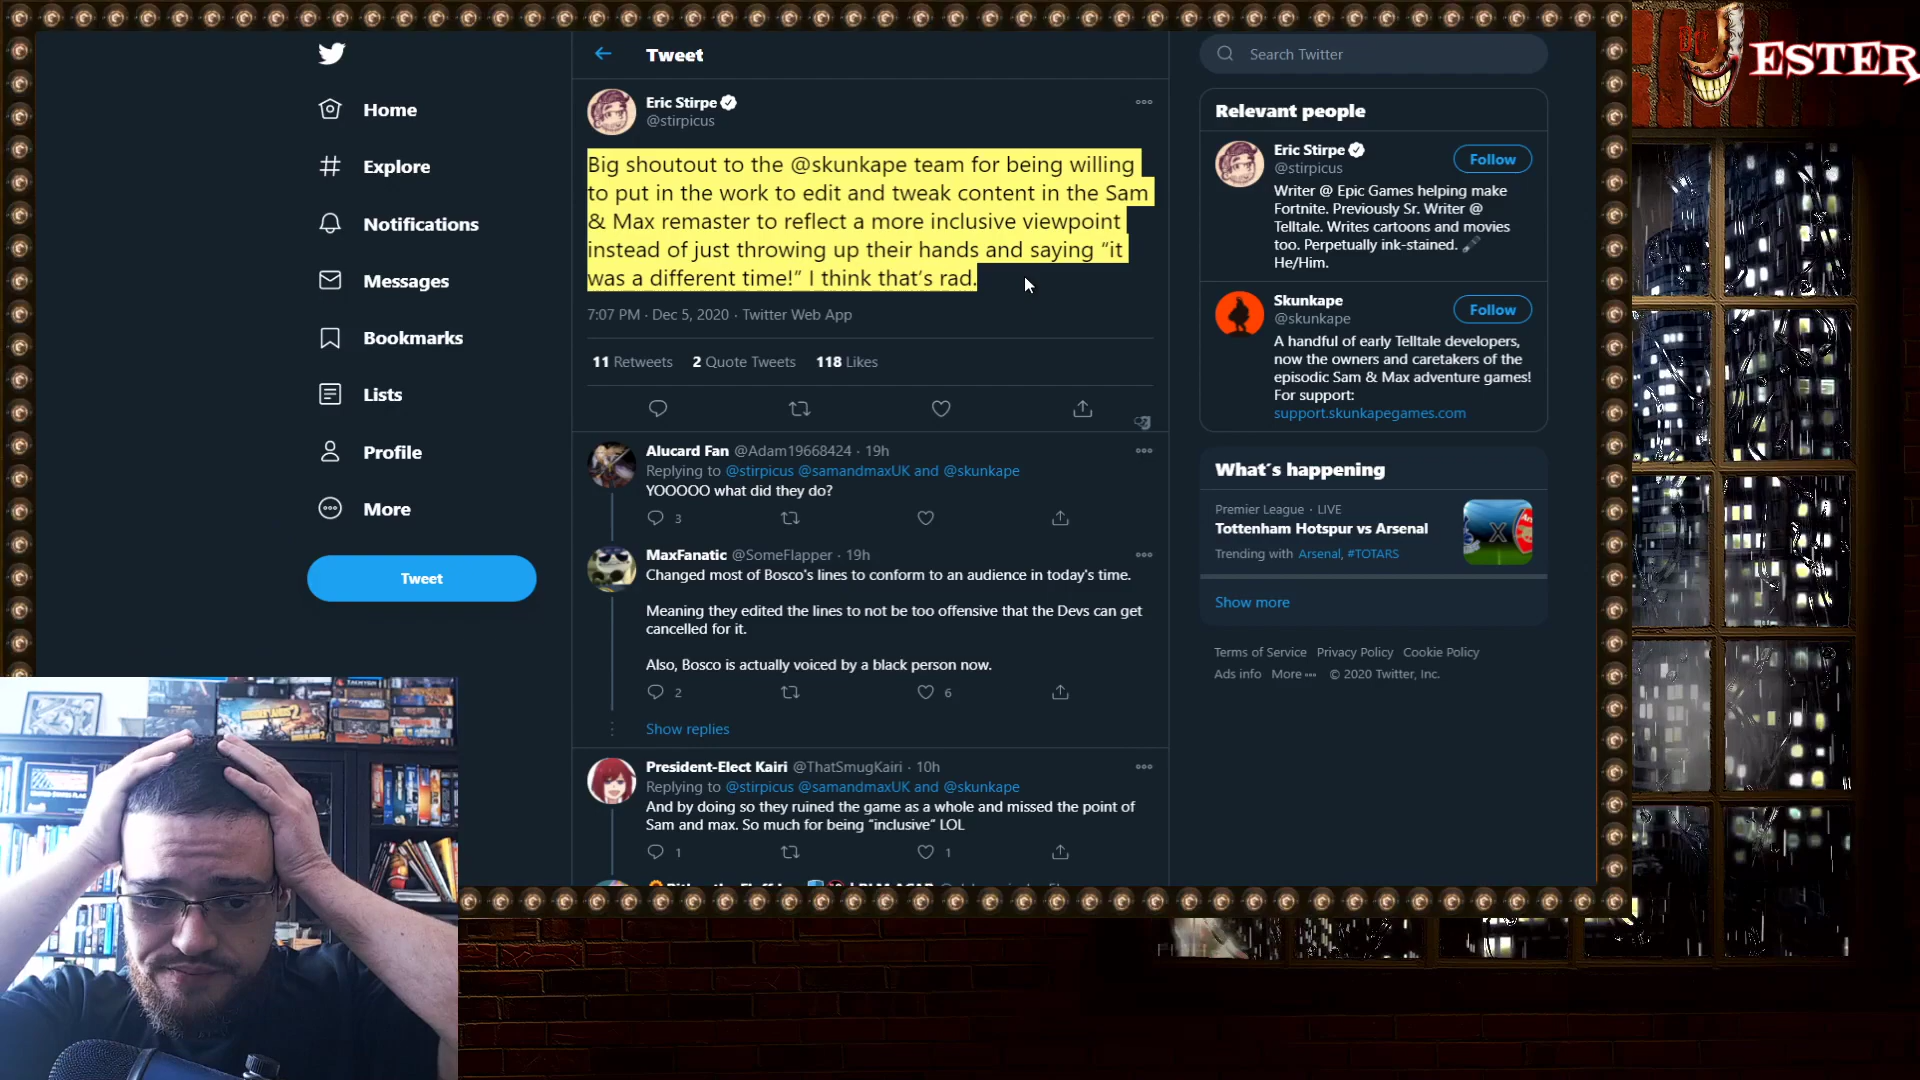 Tweet
Search Twitter
ESTER
Home
Explore
Notifications
Messages
Bookmarks
Lists
Profile
More
Tweet
Eric Stirpe
@stirpicus
Big shoutout to the @skunkape team for being willing
to put in the work to edit and tweak content in the Sam
& Max remaster to reflect a more inclusive viewpoint
instead of just throwing up their hands and saying “it
was a different time!” I think that’s rad.
7:07 PM · Dec 5, 2020 · Twitter Web App
11 Retweets 2 Quote Tweets 118 Likes
Alucard Fan @Adam19668424 · 19h
Replying to @stirpicus @samandmaxUK and @skunkape
YOOOOO what did they do?
3
MaxFanatic @SomeFlapper · 19h
Changed most of Bosco's lines to conform to an audience in today's time.
Meaning they edited the lines to not be too offensive that the Devs can get
cancelled for it.
Also, Bosco is actually voiced by a black person now.
2 6
Show replies
President-Elect Kairi @ThatSmugKairi · 10h
Replying to @stirpicus @samandmaxUK and @skunkape
And by doing so they ruined the game as a whole and missed the point of
Sam and max. So much for being “inclusive” LOL
1 1
Relevant people
Eric Stirpe
@stirpicus
Follow
Writer @ Epic Games helping make
Fortnite. Previously Sr. Writer @
Telltale. Writes cartoons and movies
too. Perpetually ink-stained.
He/Him.
Skunkape
@skunkape
Follow
A handful of early Telltale developers,
now the owners and caretakers of the
episodic Sam & Max adventure games!
For support:
support.skunkapegames.com
What's happening
Premier League · LIVE
Tottenham Hotspur vs Arsenal
Trending with Arsenal, #TOTARS
Show more
Terms of Service Privacy Policy Cookie Policy
Ads info More © 2020 Twitter, Inc.
BORDERLANDS 2